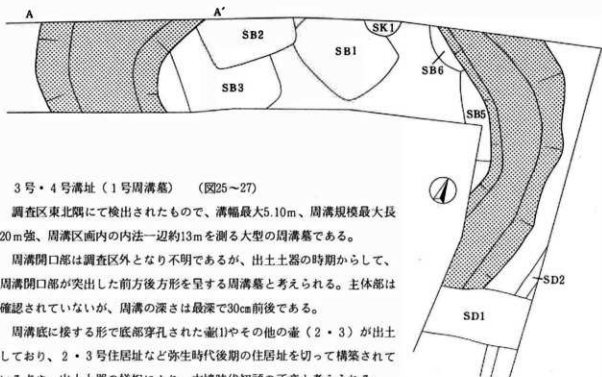 A A'
SB2
SK1
SB1
SB6
SB3
SB5
3号・4号溝址（1号周溝墓）　（図25〜27）
調査区東北隅にて検出されたもので、溝幅最大5.10m、周溝規模最大長
20m強、周溝区画内の内法一辺約13mを測る大型の周溝墓である。
周溝開口部は調査区外となり不明であるが、出土土器の時期からして、
周溝開口部が突出した前方後方形を呈する周溝墓と考えられる。主体部は
確認されていないが、周溝の深さは最深で30cm前後である。
周溝底に接する形で底部穿孔された壷(1)やその他の壷（2・3）が出土
しており、2・3号住居址など弥生時代後期の住居址を切って構築されて
SD2
SD1